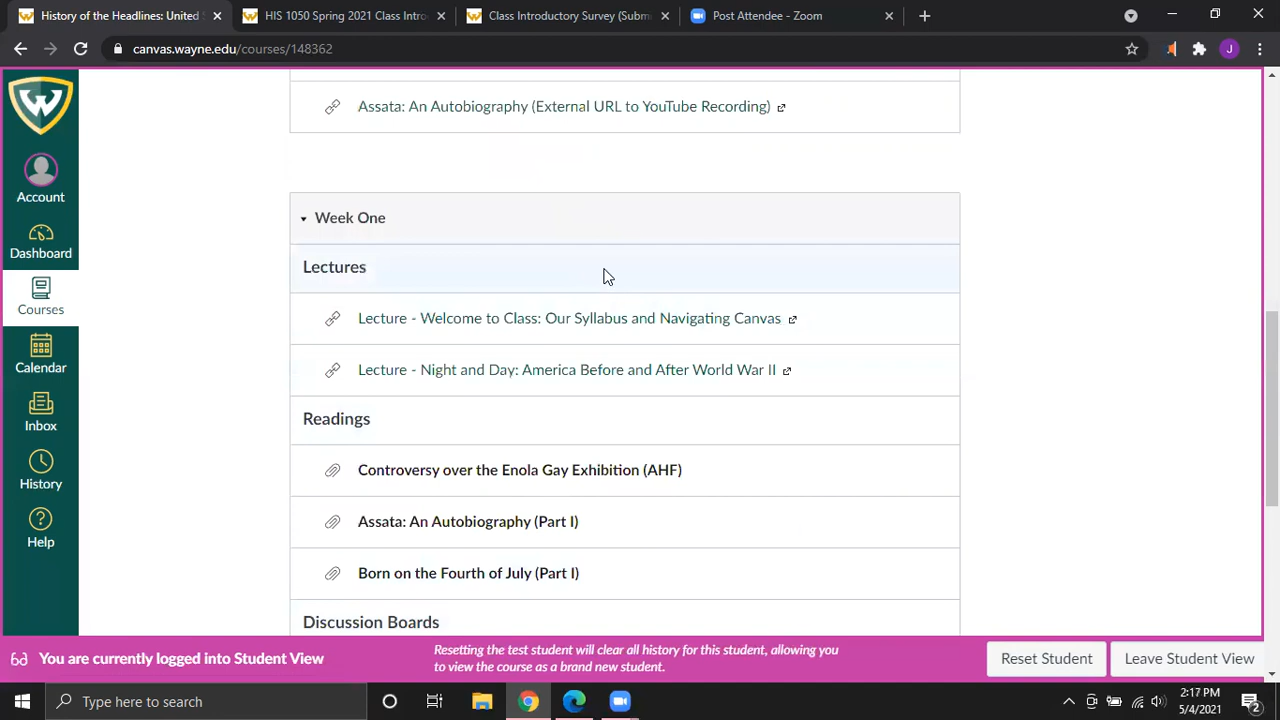 History of the Headlines: United
HIS 1050 Spring 2021 Class Intro
Class Introductory Survey (Subm
Post Attendee - Zoom
canvas.wayne.edu/courses/148362
J
W
Account
Dashboard
Courses
Calendar
Inbox
History
Help
Assata: An Autobiography (External URL to YouTube Recording)
Week One
Lectures
Lecture - Welcome to Class: Our Syllabus and Navigating Canvas
Lecture - Night and Day: America Before and After World War II
Readings
Controversy over the Enola Gay Exhibition (AHF)
Assata: An Autobiography (Part I)
Born on the Fourth of July (Part I)
Discussion Boards
You are currently logged into Student View
Resetting the test student will clear all history for this student, allowing you
to view the course as a brand new student.
Reset Student
Leave Student View
Type here to search
2:17 PM
5/4/2021
2